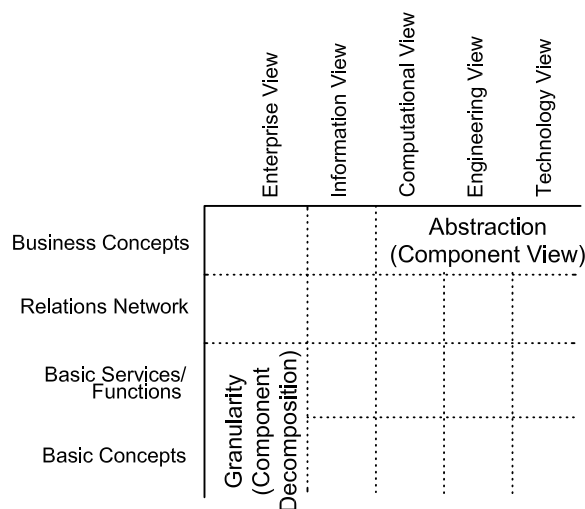 Enterprise View
Information View
Computational View
Engineering View
Technology View
Business Concepts
Abstraction
(Component View)
Relations Network
Basic Services/
Functions
Basic Concepts
Granularity
(Component
Decomposition)